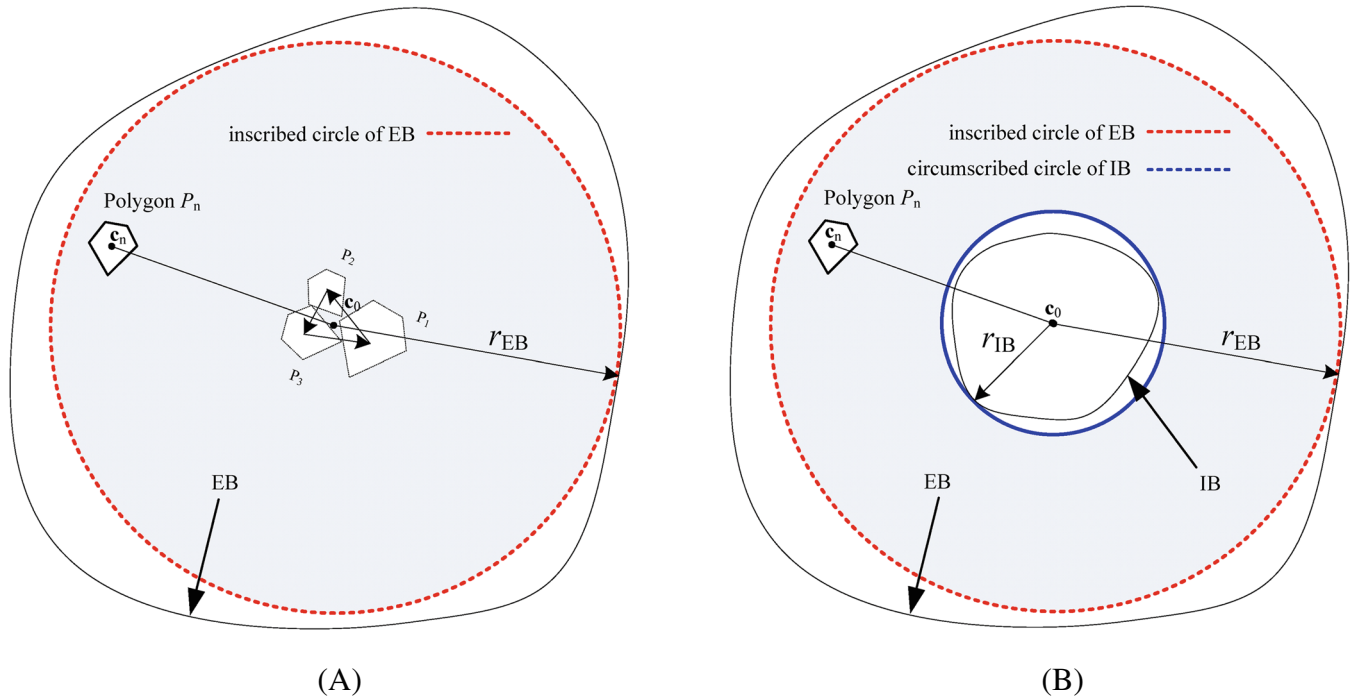 inscribed circle of EB
Polygon Pn
cn
P2
c0
P1
rEB
P3
EB
(A)
inscribed circle of EB
circumscribed circle of IB
Polygon Pn
cn
c0
rIB
rEB
EB
IB
(B)